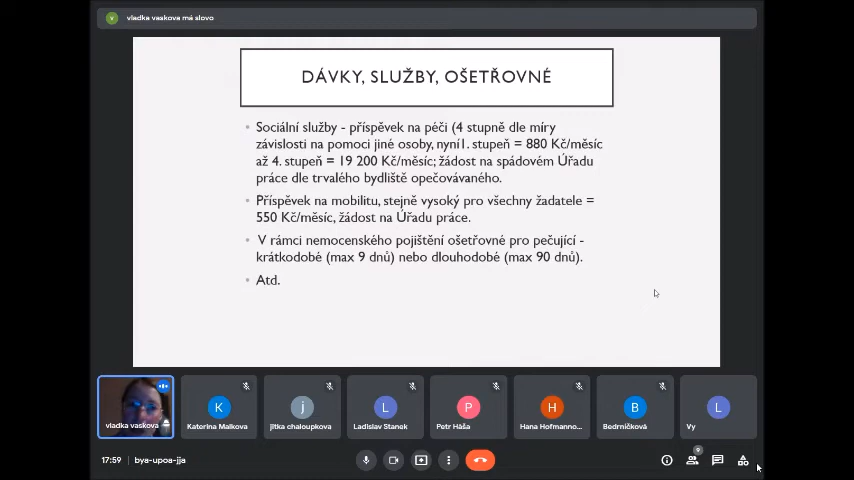 v
vladka vaskova má slovo
DÁVKY, SLUŽBY, OŠETŘOVNÉ
• Sociální služby - příspěvek na péči (4 stupně dle míry
závislosti na pomoci jiné osoby, nyní1. stupeň = 880 Kč/měsíc
až 4. stupeň = 19 200 Kč/měsíc; žádost na spádovém Úřadu
práce dle trvalého bydliště opečovávaného.
• Příspěvek na mobilitu, stejně vysoký pro všechny žadatele =
550 Kč/měsíc, žádost na Úřadu práce.
• V rámci nemocenského pojištění ošetřovné pro pečující -
krátkodobé (max 9 dnů) nebo dlouhodobé (max 90 dnů).
• Atd.
vladka vaskova
K
Katerina Malkova
j
jitka chaloupkova
L
Ladislav Stanek
P
Petr Háša
H
Hana Hofmanno...
B
Bedrníčková
L
Vy
17:59 | bya-upoa-jja
9